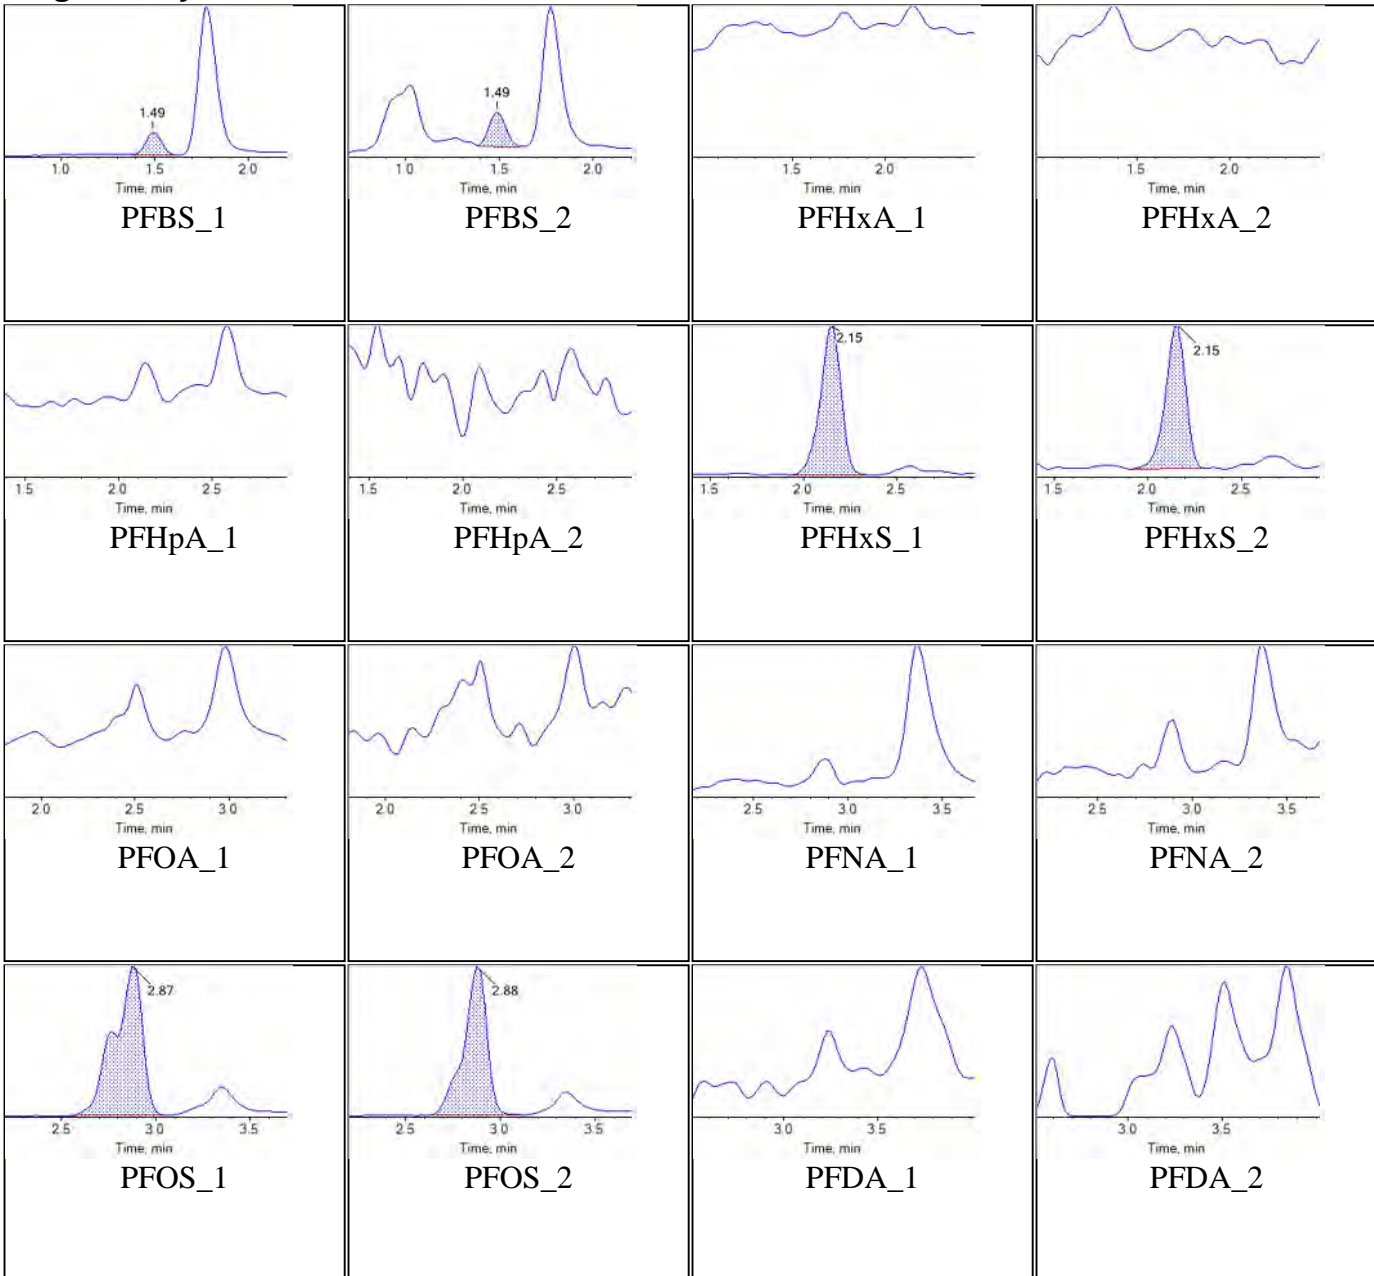 1.49
1.0 1.5 2.0
Time, min
PFBS_1
1.49
1.0 1.5 2.0
Time, min
PFBS_2
1.5 2.0
Time, min
PFHxA_1
1.5 2.0
Time, min
PFHxA_2
1.5 2.0 2.5
Time, min
PFHpA_1
1.5 2.0 2.5
Time, min
PFHpA_2
2.15
1.5 2.0 2.5
Time, min
PFHxS_1
2.15
1.5 2.0 2.5
Time, min
PFHxS_2
2.0 2.5 3.0
Time, min
PFOA_1
2.0 2.5 3.0
Time, min
PFOA_2
2.5 3.0 3.5
Time, min
PFNA_1
2.5 3.0 3.5
Time, min
PFNA_2
2.87
2.5 3.0 3.5
Time, min
PFOS_1
2.88
2.5 3.0 3.5
Time, min
PFOS_2
3.0 3.5
Time, min
PFDA_1
3.0 3.5
Time, min
PFDA_2